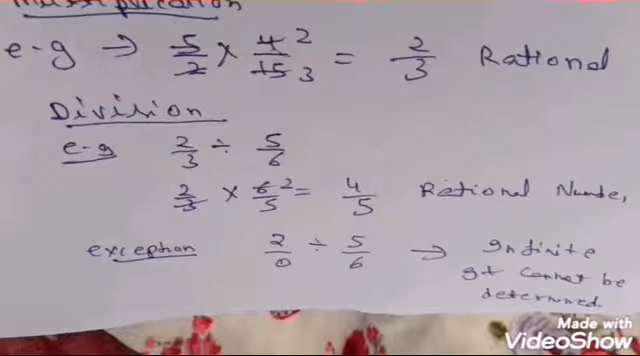 Multiplication
e-g → 5/2 × 4/15 2 3 = 2/3 Rational
Division
e-g 2/3 ÷ 5/6
2/3 × 6/5 2 = 4/5 Rational Numbe,
exception 2/0 ÷ 5/6 → Infinite
It cannot be
determined.
Made with
VideoShow